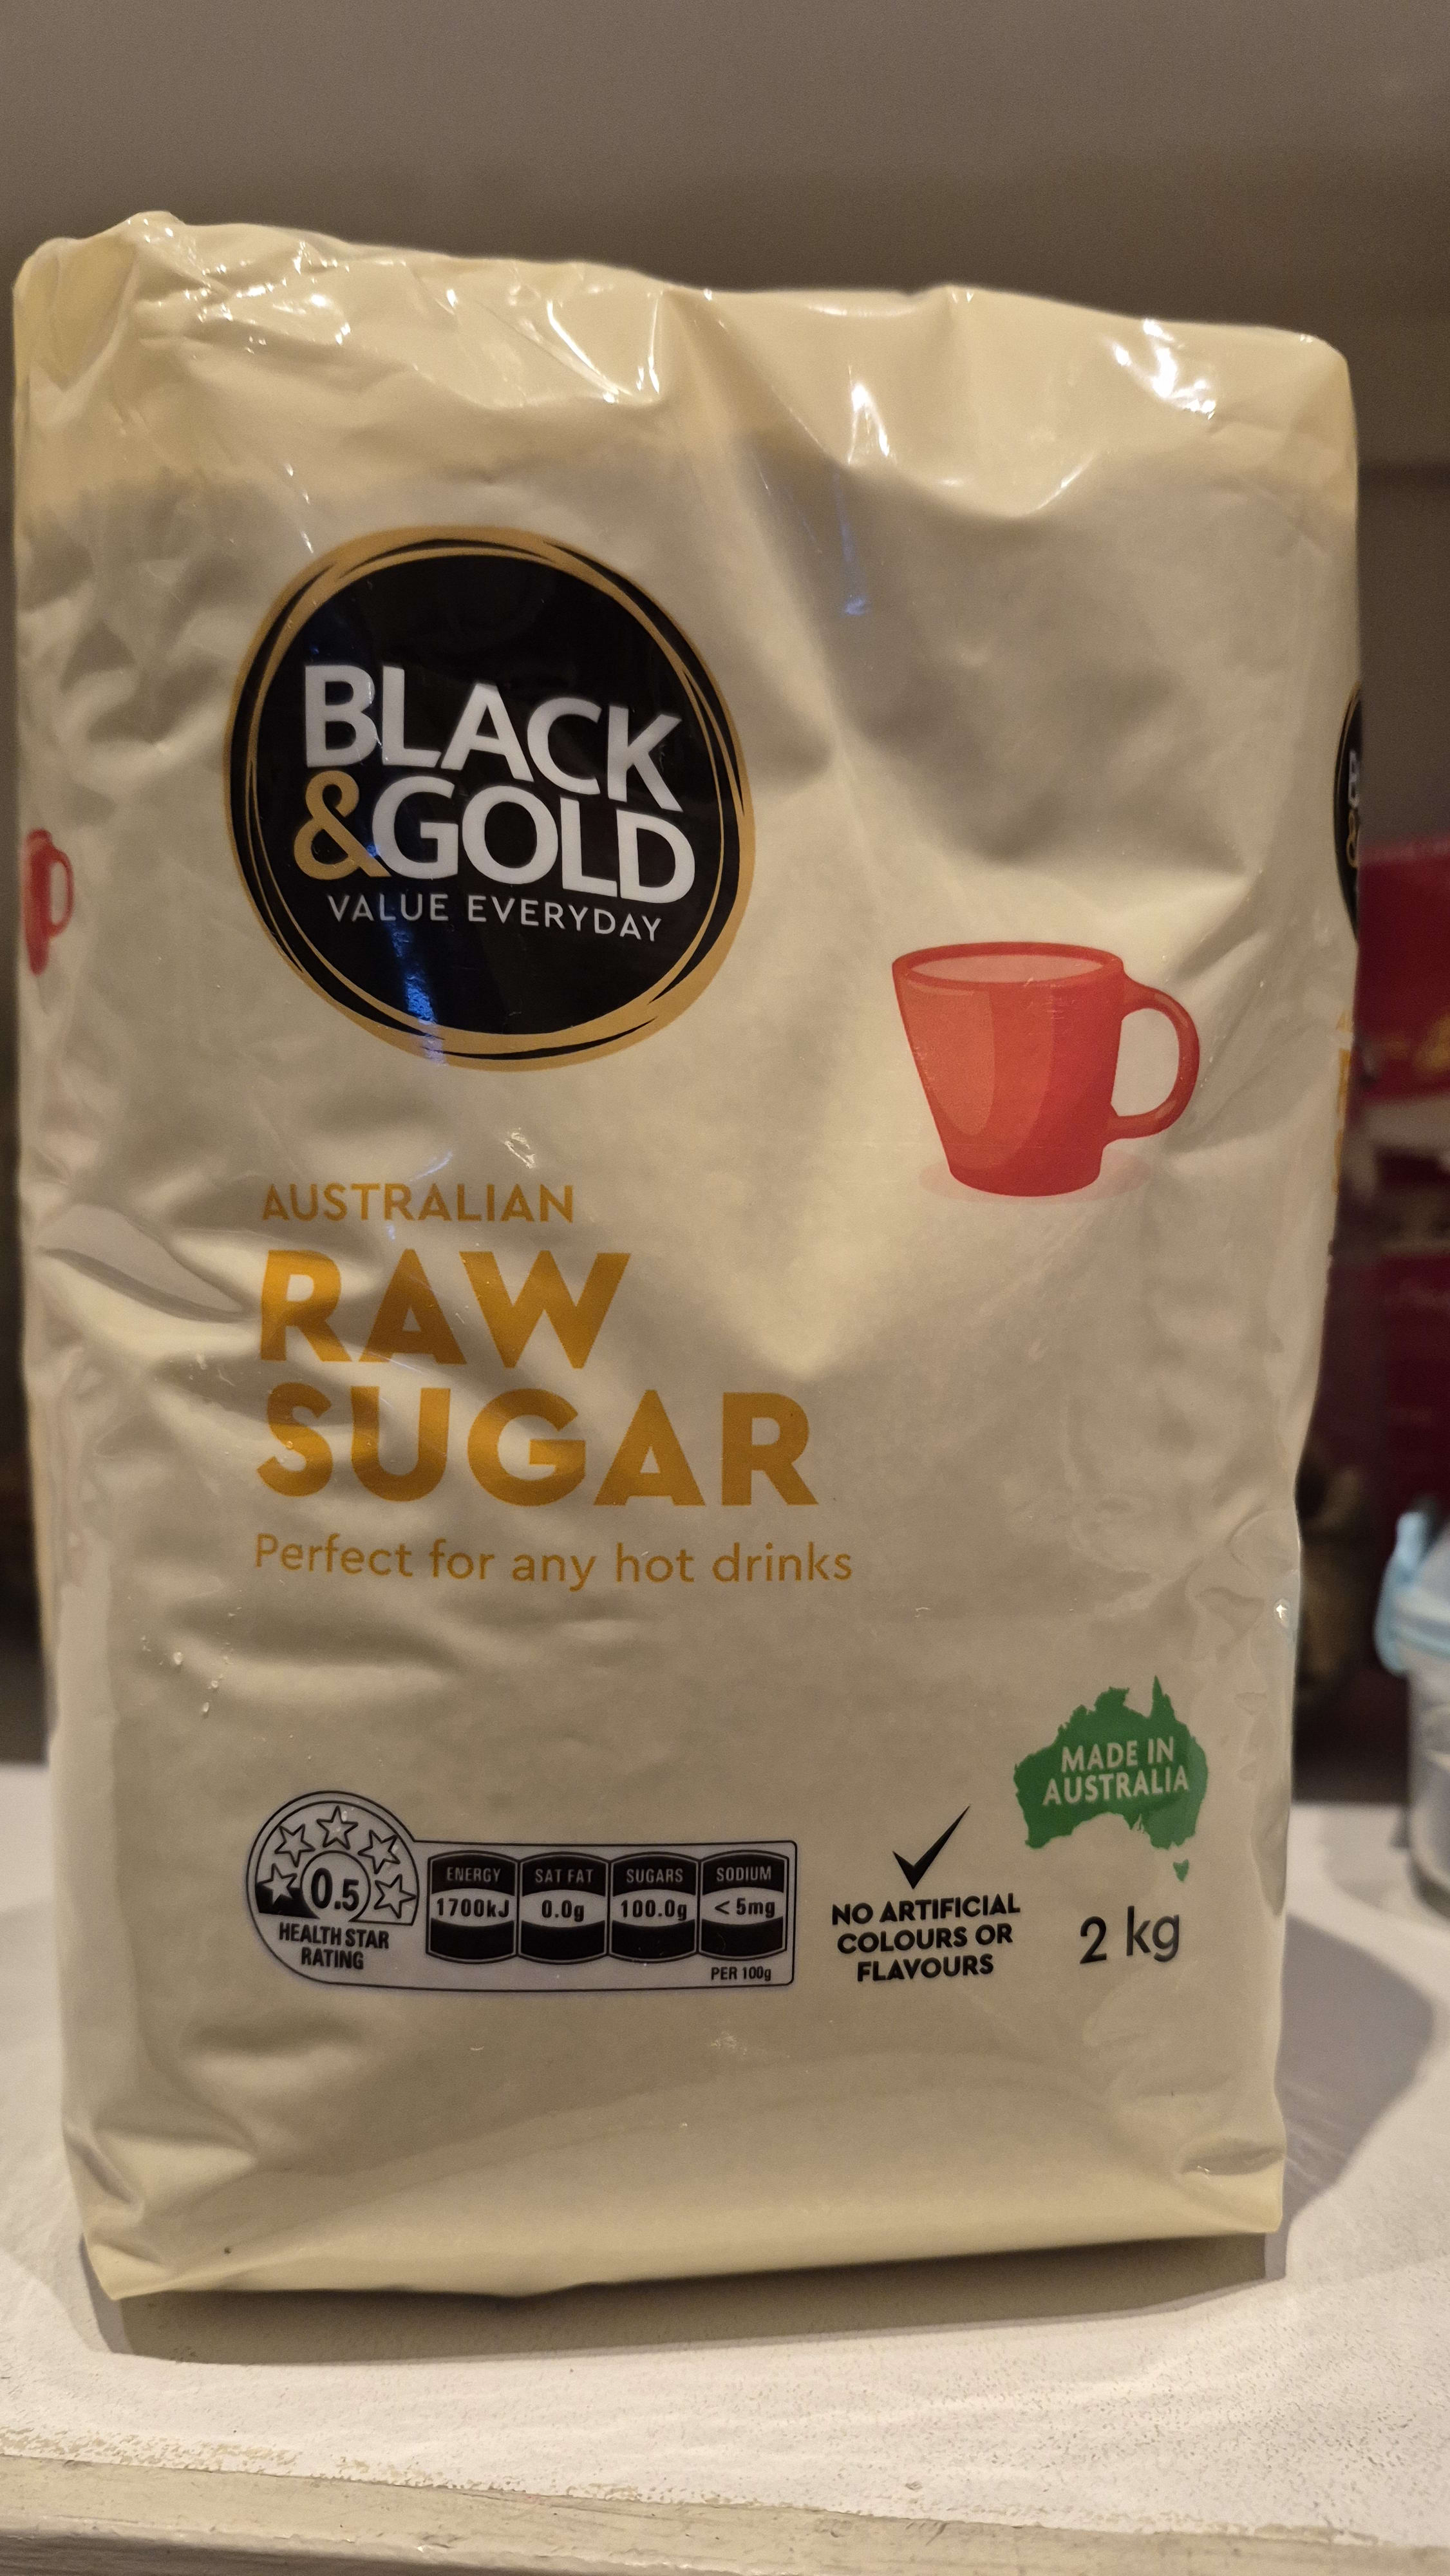 BLACK
&GOLD
VALUE EVERYDAY
AUSTRALIAN
RAW
SUGAR
Perfect for any hot drinks
MADE IN
AUSTRALIA
0.5
HEALTH STAR
RATING
ENERGY
1700kJ
SAT FAT
0.0g
SUGARS
100.0g
SODIUM
< 5mg
PER 100g
NO ARTIFICIAL
COLOURS OR
FLAVOURS
2 kg